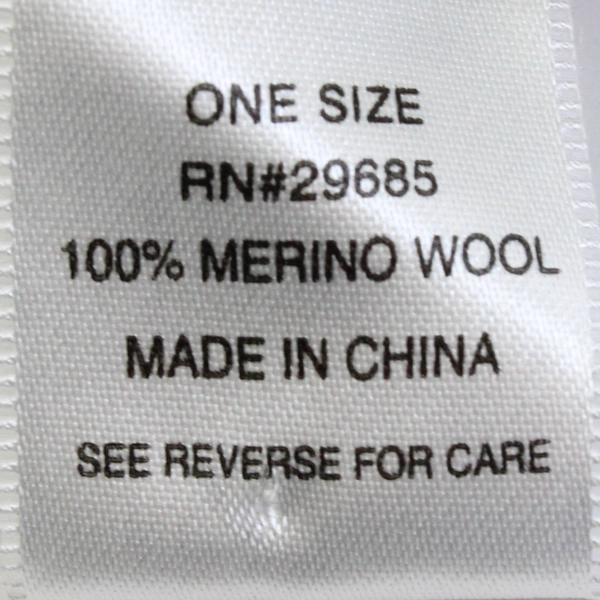 ONE SIZE
RN#29685
100% MERINO WOOL
MADE IN CHINA
SEE REVERSE FOR CARE